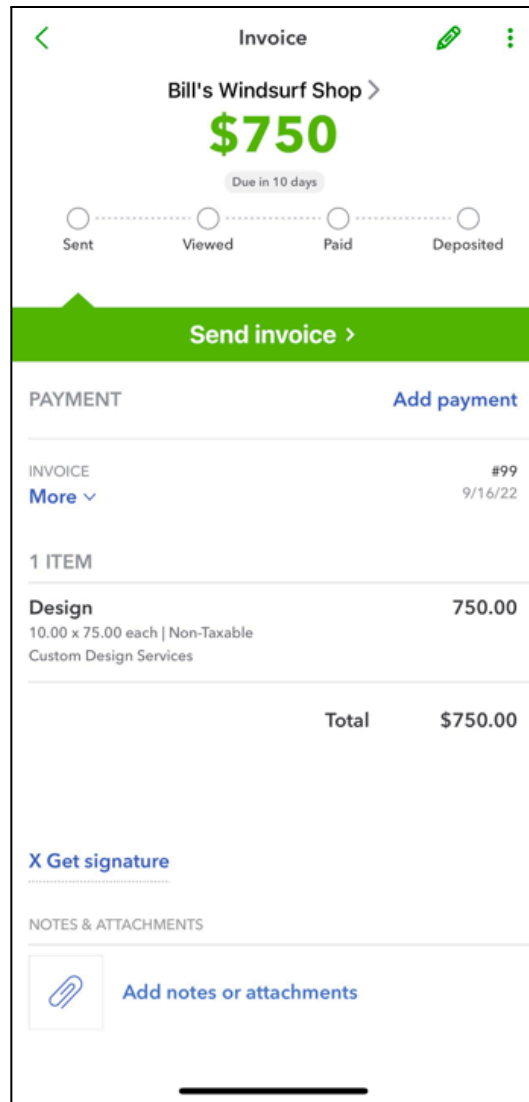 Invoice
Bill's Windsurf Shop
$750
Due in 10 days
Sent Viewed Paid Deposited
Send invoice >
PAYMENT Add payment
INVOICE #99
More 9/16/22
1 ITEM
Design 750.00
10.00 x 75.00 each | Non-Taxable
Custom Design Services
Total $750.00
X Get signature
NOTES & ATTACHMENTS
Add notes or attachments